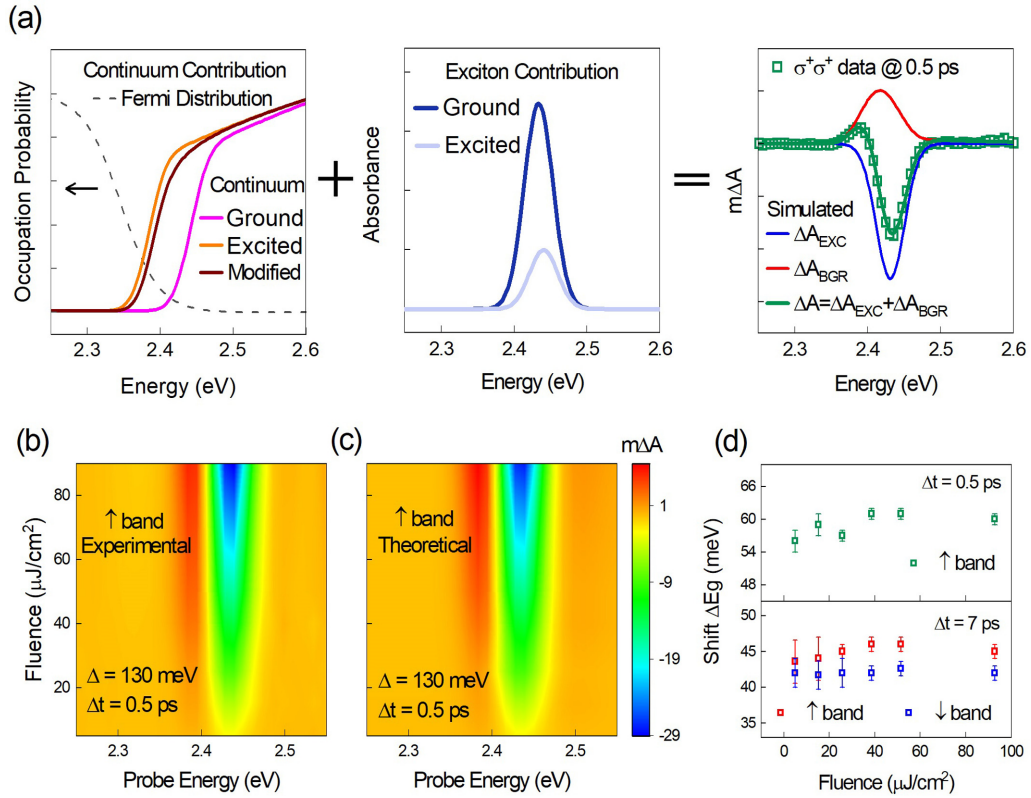 (a)
Continuum Contribution
Fermi Distribution
Continuum
Ground
Excited
Modified
Occupation Probability
2.3 2.4 2.5 2.6
Energy (eV)
+
Exciton Contribution
Ground
Excited
Absorbance
2.3 2.4 2.5 2.6
Energy (eV)
=
σ⁺σ⁺ data @ 0.5 ps
Simulated
ΔA_EXC
ΔA_BGR
ΔA=ΔA_EXC+ΔA_BGR
mΔA
2.3 2.4 2.5 2.6
Energy (eV)
(b)
↑ band
Experimental
Δ = 130 meV
Δt = 0.5 ps
Fluence (μJ/cm²)
80
60
40
20
2.3 2.4 2.5
Probe Energy (eV)
(c)
↑ band
Theoretical
Δ = 130 meV
Δt = 0.5 ps
2.3 2.4 2.5
Probe Energy (eV)
mΔA
1
-9
-19
-29
(d)
Δt = 0.5 ps
↑ band
66
60
54
48
Shift ΔEg (meV)
Δt = 7 ps
↑ band ↓ band
45
41
37
33
0 20 40 60 80 100
Fluence (μJ/cm²)